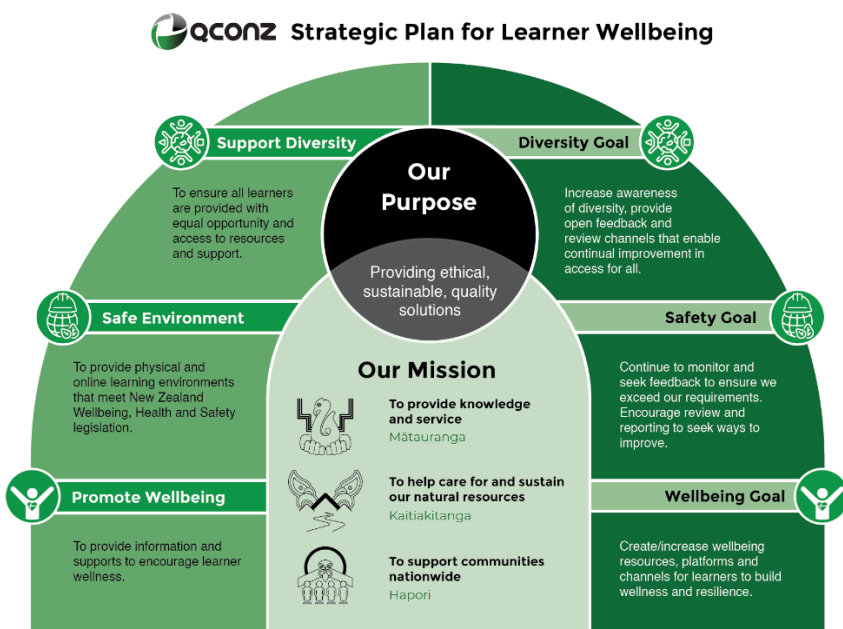 QCONZ Strategic Plan for Learner Wellbeing
Support Diversity
To ensure all learners
are provided with
equal opportunity and
access to resources
and support.
Our
Purpose
Providing ethical,
sustainable, quality
solutions
Diversity Goal
Increase awareness
of diversity, provide
open feedback and
review channels that enable
continual improvement in
access for all.
Safe Environment
To provide physical and
online learning environments
that meet New Zealand
Wellbeing, Health and Safety
legislation.
Our Mission
To provide knowledge
and service
Mātauranga
To help care for and sustain
our natural resources
Kaitiakitanga
To support communities
nationwide
Hapori
Safety Goal
Continue to monitor and
seek feedback to ensure we
exceed our requirements.
Encourage review and
reporting to seek ways to
improve.
Promote Wellbeing
To provide information and
supports to encourage learner
wellness.
Wellbeing Goal
Create/increase wellbeing
resources, platforms and
channels for learners to build
wellness and resilience.